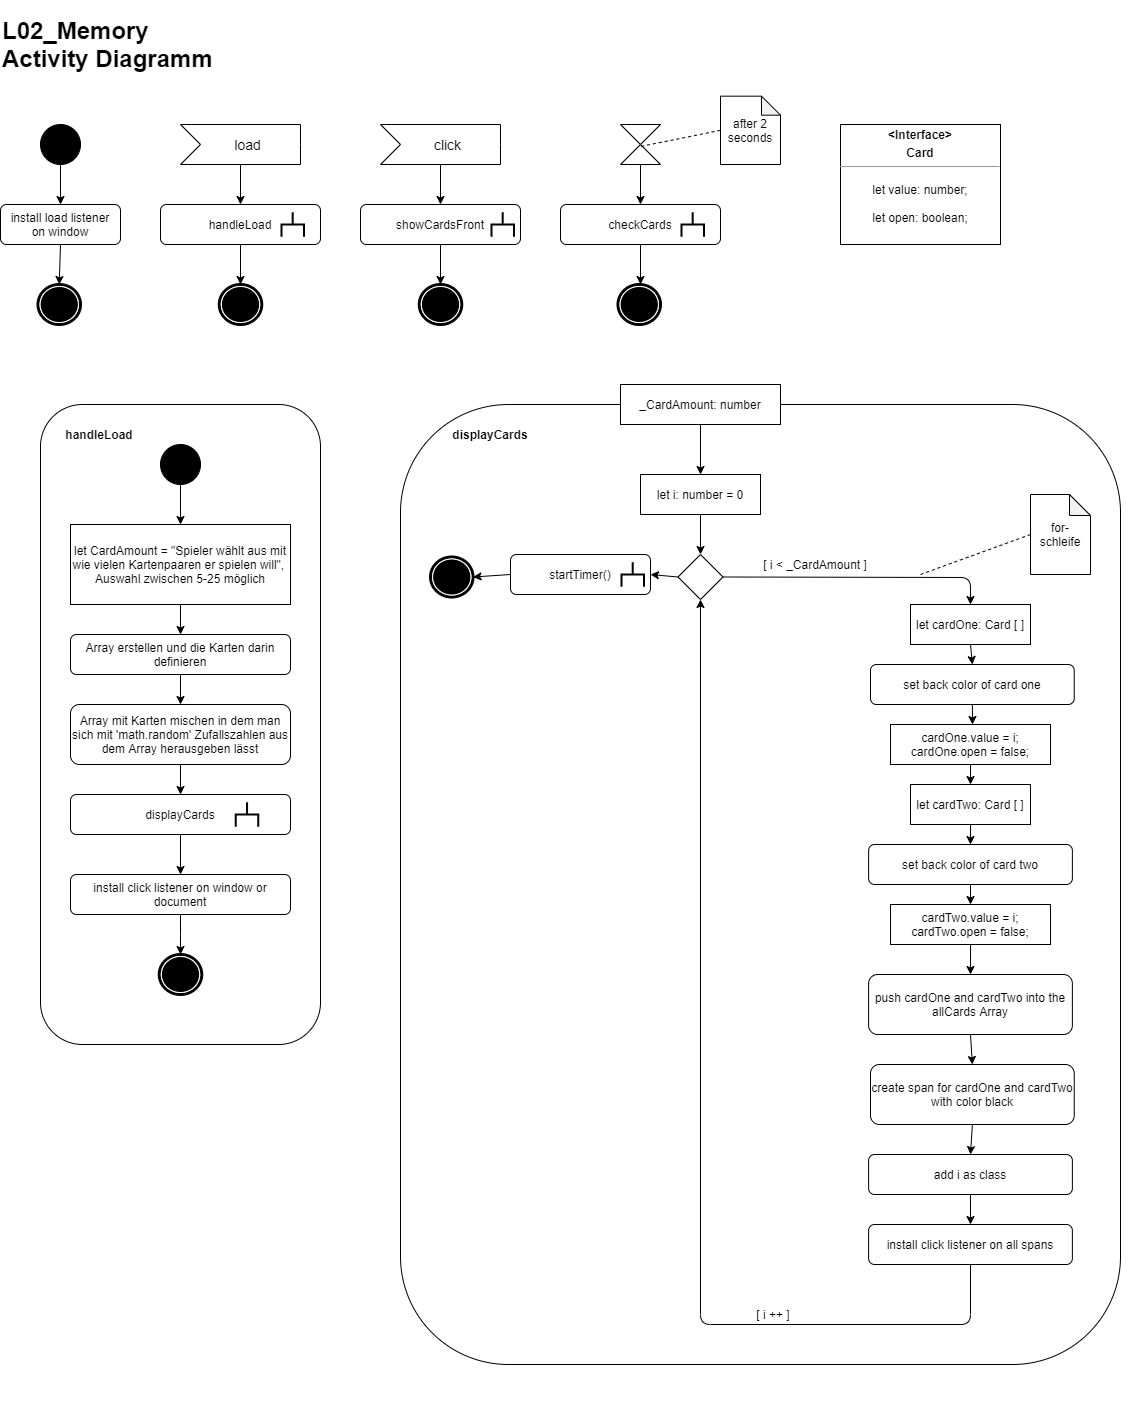 L02_Memory
Activity Diagramm
install load listener
on window
load
handleLoad
click
showCardsFront
checkCards
after 2
seconds
<Interface>
Card
let value: number;
let open: boolean;
handleLoad
let CardAmount = "Spieler wählt aus mit
wie vielen Kartenpaaren er spielen will",
Auswahl zwischen 5-25 möglich
Array erstellen und die Karten darin
definieren
Array mit Karten mischen in dem man
sich mit 'math.random' Zufallszahlen aus
dem Array herausgeben lässt
displayCards
install click listener on window or
document
_CardAmount: number
displayCards
let i: number = 0
startTimer()
[ i < _CardAmount ]
for-
schleife
let cardOne: Card [ ]
set back color of card one
cardOne.value = i;
cardOne.open = false;
let cardTwo: Card [ ]
set back color of card two
cardTwo.value = i;
cardTwo.open = false;
push cardOne and cardTwo into the
allCards Array
create span for cardOne and cardTwo
with color black
add i as class
install click listener on all spans
[ i ++ ]